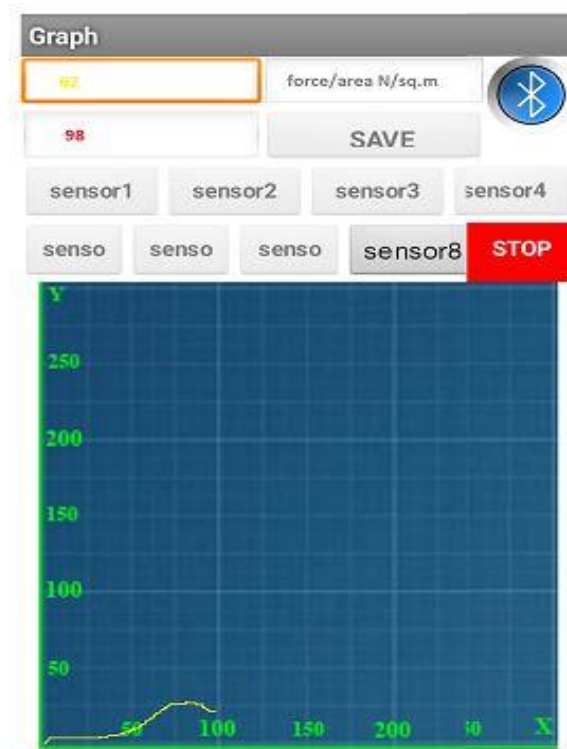 Graph
force/area N/sq.m
98
SAVE
sensor1 sensor2 sensor3 sensor4
senso senso senso sensor8 STOP
Y
250
200
150
100
50
50 100 150 200 50 X